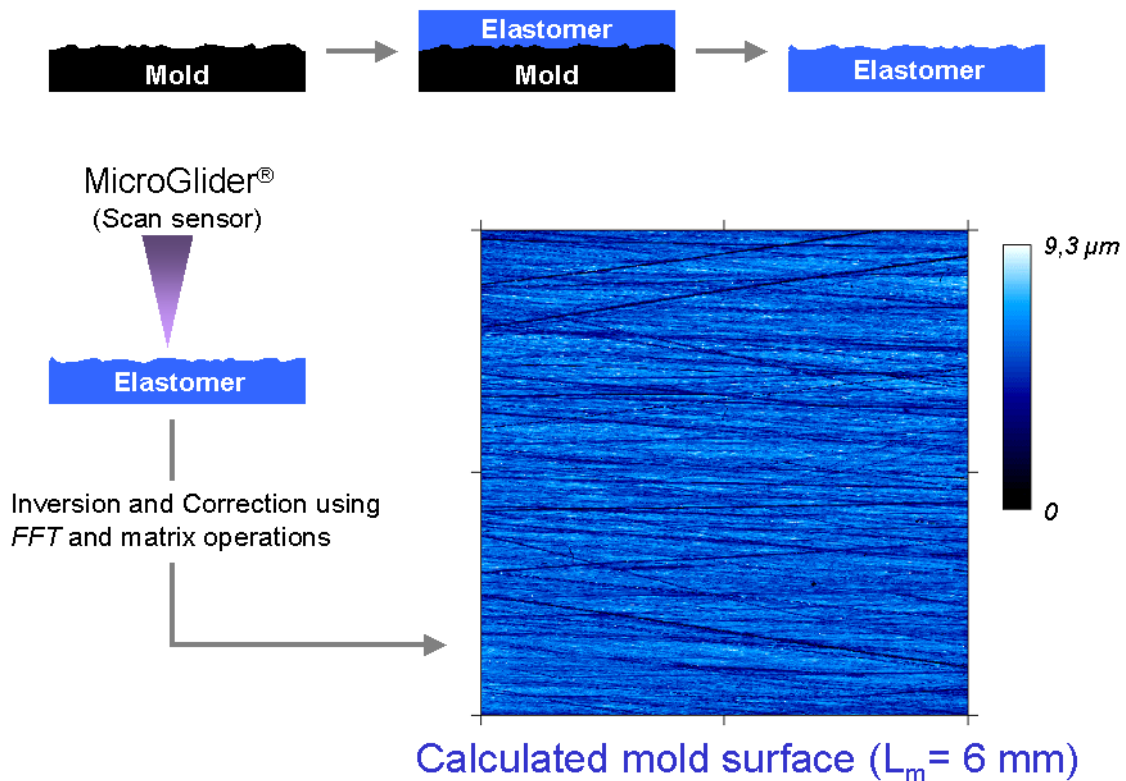 Elastomer
Mold
Mold
Elastomer
MicroGlider®
(Scan sensor)
Elastomer
Inversion and Correction using
FFT and matrix operations
9,3 µm
0
Calculated mold surface (Lm= 6 mm)